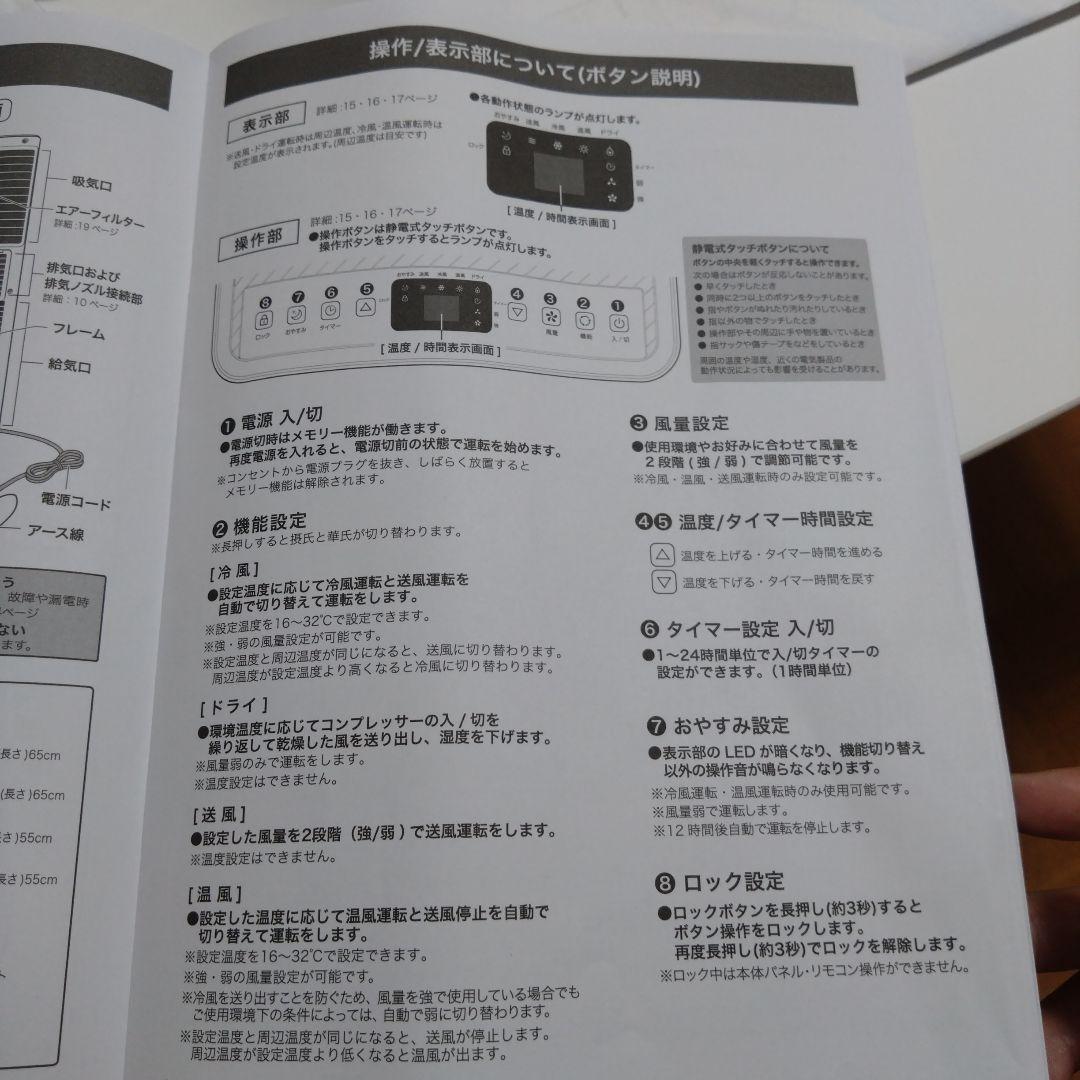 吸気口
エアーフィルター
詳細：19 ページ
排気口および
排気ノズル接続部
詳細：10 ページ
フレーム
給気口
電源コード
アース線
う
故障や漏電時
ページ
ない
ます。
長さ)65cm
(長さ)65cm
さ)55cm
長さ)55cm
操作/表示部について(ボタン説明)
表示部
詳細:15・16・17ページ
※送風･ドライ運転時は周辺温度、冷風･温風運転時は
設定温度が表示されます。(周辺温度は目安です)
●各動作状態のランプが点灯します。
おやすみ 送風 冷風 温風 ドライ
ロック
タイマー
弱
強
[ 温度 / 時間表示画面 ]
操作部
詳細:15・16・17ページ
●操作ボタンは静電式タッチボタンです。
操作ボタンをタッチするとランプが点灯します。
おやすみ 送風 冷風 温風 ドライ
❽ ❼ ❻ ❺ ❹ ❸ ❷ ❶
ロック おやすみ タイマー 風量 機能 入/切
[ 温度 / 時間表示画面 ]
静電式タッチボタンについて
ボタンの中央を軽くタッチすると操作できます。
次の場合はボタンが反応しないことがあります。
● 早くタッチしたとき
● 同時に2つ以上のボタンをタッチしたとき
● 指やボタンがぬれたり汚れたりしているとき
● 指以外の物でタッチしたとき
● 操作部やその周辺に手や物を置いているとき
● 指サックや傷テープをなどをしているとき
周囲の温度や湿度、近くの電気製品の
動作状況によっても影響を受けることがあります。
❶ 電源 入/切
●電源切時はメモリー機能が働きます。
再度電源を入れると、電源切前の状態で運転を始めます。
※コンセントから電源プラグを抜き、しばらく放置すると
メモリー機能は解除されます。
❷ 機能設定
※長押しすると摂氏と華氏が切り替わります。
[ 冷 風 ]
●設定温度に応じて冷風運転と送風運転を
自動で切り替えて運転をします。
※設定温度を16～32℃で設定できます。
※強・弱の風量設定が可能です。
※設定温度と周辺温度が同じになると、送風に切り替わります。
周辺温度が設定温度より高くなると冷風に切り替わります。
[ ドライ ]
●環境温度に応じてコンプレッサーの入 / 切を
繰り返して乾燥した風を送り出し、湿度を下げます。
※風量弱のみで運転をします。
※温度設定はできません。
[ 送 風 ]
●設定した風量を2段階（強/弱 ）で送風運転をします。
※温度設定はできません。
[ 温 風 ]
●設定した温度に応じて温風運転と送風停止を自動で
切り替えて運転をします。
※設定温度を16～32℃で設定できます。
※強・弱の風量設定が可能です。
※冷風を送り出すことを防ぐため、風量を強で使用している場合でも
ご使用環境下の条件によっては、自動で弱に切り替わります。
※設定温度と周辺温度が同じになると、送風が停止します。
周辺温度が設定温度より低くなると温風が出ます。
❸ 風量設定
●使用環境やお好みに合わせて風量を
2 段階 ( 強 / 弱 ) で調節可能です。
※冷風・温風・送風運転時のみ設定可能です。
❹❺ 温度/タイマー時間設定
△ 温度を上げる・タイマー時間を進める
▽ 温度を下げる・タイマー時間を戻す
❻ タイマー設定 入/切
●1～24時間単位で入/切タイマーの
設定ができます。（1時間単位）
❼ おやすみ設定
●表示部の LED が暗くなり、機能切り替え
以外の操作音が鳴らなくなります。
※冷風運転・温風運転時のみ使用可能です。
※風量弱で運転します。
※12 時間後自動で運転を停止します。
❽ ロック設定
●ロックボタンを長押し(約3秒)すると
ボタン操作をロックします。
再度長押し(約3秒)でロックを解除します。
※ロック中は本体パネル･リモコン操作ができません。